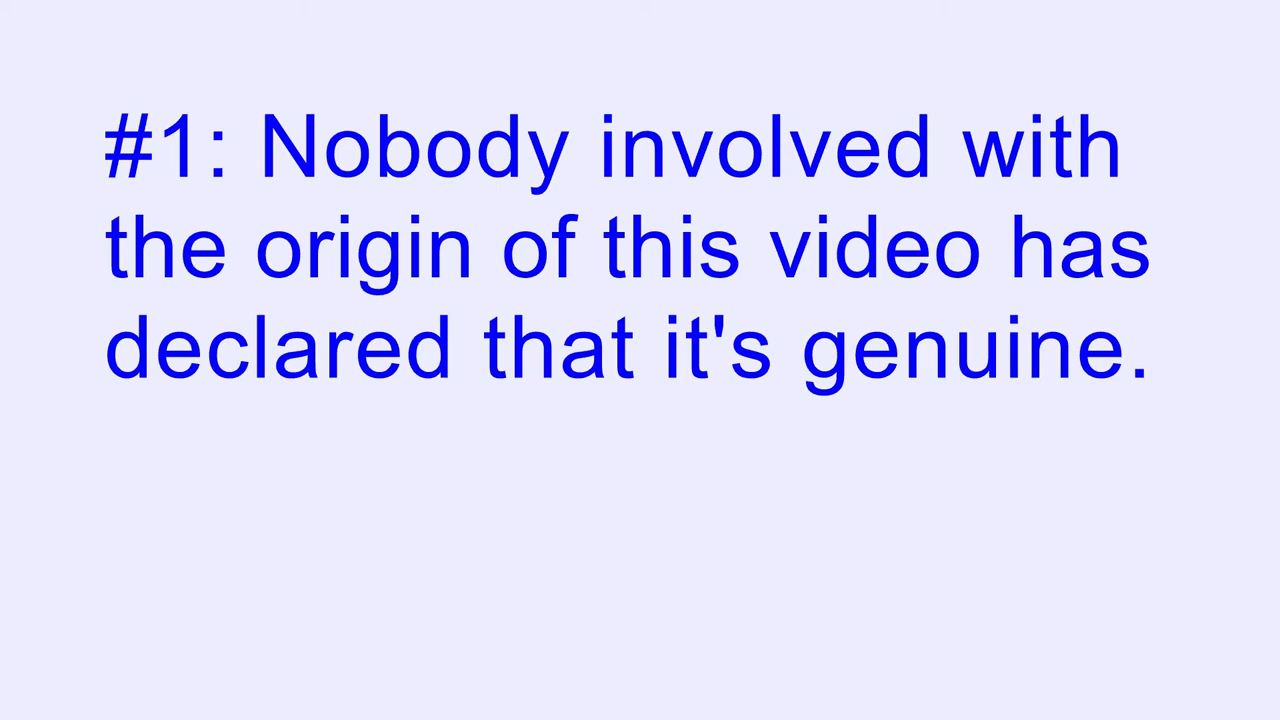 #1: Nobody involved with
the origin of this video has
declared that it's genuine.